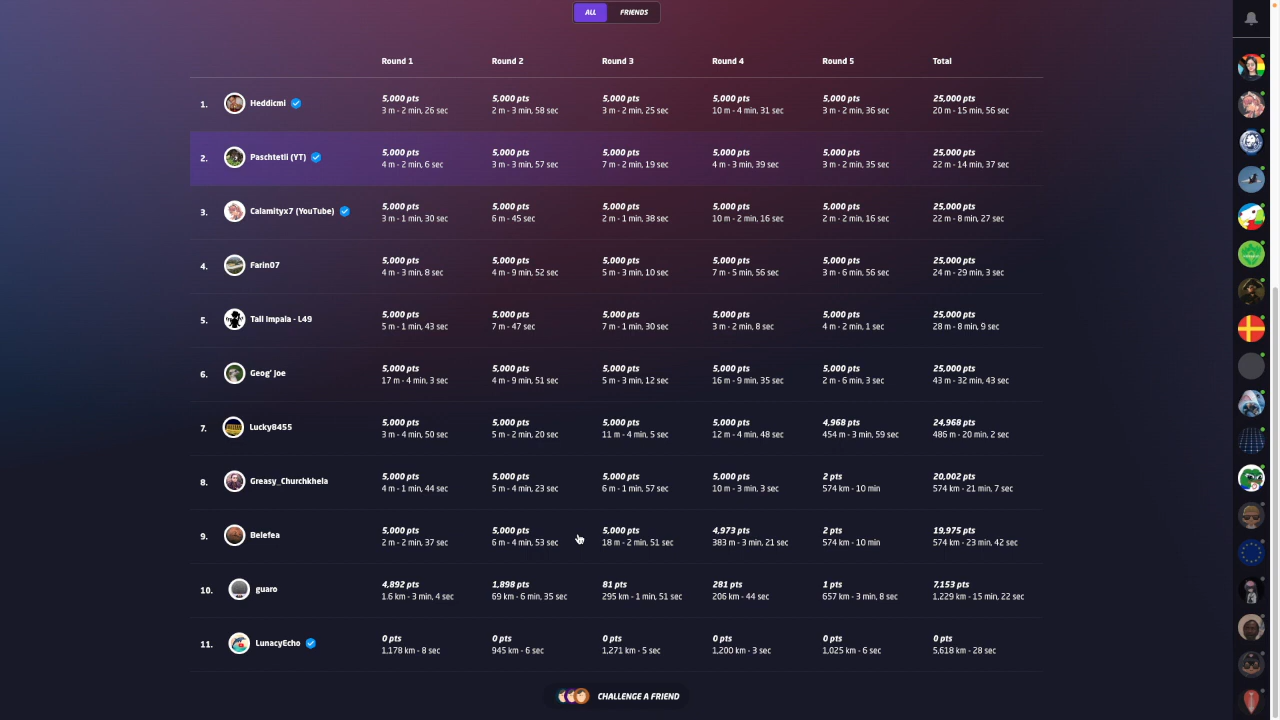 ALL FRIENDS
Round 1 Round 2 Round 3 Round 4 Round 5 Total
1. Heddicmi 5,000 pts 5,000 pts 5,000 pts 5,000 pts 5,000 pts 25,000 pts
3 m - 2 min, 26 sec 2 m - 3 min, 58 sec 3 m - 2 min, 25 sec 10 m - 4 min, 31 sec 3 m - 2 min, 36 sec 20 m - 15 min, 56 sec
2. Paschtetli (YT) 5,000 pts 5,000 pts 5,000 pts 5,000 pts 5,000 pts 25,000 pts
4 m - 2 min, 6 sec 3 m - 3 min, 57 sec 7 m - 2 min, 19 sec 4 m - 3 min, 39 sec 3 m - 2 min, 35 sec 22 m - 14 min, 37 sec
3. Calamityx7 (YouTube) 5,000 pts 5,000 pts 5,000 pts 5,000 pts 5,000 pts 25,000 pts
3 m - 1 min, 30 sec 6 m - 45 sec 2 m - 1 min, 38 sec 10 m - 2 min, 16 sec 2 m - 2 min, 16 sec 22 m - 8 min, 27 sec
4. Farin07 5,000 pts 5,000 pts 5,000 pts 5,000 pts 5,000 pts 25,000 pts
4 m - 3 min, 8 sec 4 m - 9 min, 52 sec 5 m - 3 min, 10 sec 7 m - 5 min, 56 sec 3 m - 6 min, 56 sec 24 m - 29 min, 3 sec
5. Tall Impala - L49 5,000 pts 5,000 pts 5,000 pts 5,000 pts 5,000 pts 25,000 pts
5 m - 1 min, 43 sec 7 m - 47 sec 7 m - 1 min, 30 sec 3 m - 2 min, 8 sec 4 m - 2 min, 1 sec 28 m - 8 min, 9 sec
6. Geog' Joe 5,000 pts 5,000 pts 5,000 pts 5,000 pts 5,000 pts 25,000 pts
17 m - 4 min, 3 sec 4 m - 9 min, 51 sec 5 m - 3 min, 12 sec 16 m - 9 min, 35 sec 2 m - 6 min, 3 sec 43 m - 32 min, 43 sec
7. Lucky8455 5,000 pts 5,000 pts 5,000 pts 5,000 pts 4,968 pts 24,968 pts
3 m - 4 min, 50 sec 5 m - 2 min, 20 sec 11 m - 4 min, 5 sec 12 m - 4 min, 48 sec 454 m - 3 min, 59 sec 486 m - 20 min, 2 sec
8. Greasy_Churchkhela 5,000 pts 5,000 pts 5,000 pts 5,000 pts 2 pts 20,002 pts
4 m - 1 min, 44 sec 5 m - 4 min, 23 sec 6 m - 1 min, 57 sec 10 m - 3 min, 3 sec 574 km - 10 min 574 km - 21 min, 7 sec
9. Belefea 5,000 pts 5,000 pts 5,000 pts 4,973 pts 2 pts 19,975 pts
2 m - 2 min, 37 sec 6 m - 4 min, 53 sec 18 m - 2 min, 51 sec 383 m - 3 min, 21 sec 574 km - 10 min 574 km - 23 min, 42 sec
10. guaro 4,892 pts 1,898 pts 81 pts 281 pts 1 pts 7,153 pts
1.6 km - 3 min, 4 sec 69 km - 6 min, 35 sec 295 km - 1 min, 51 sec 206 km - 44 sec 657 km - 3 min, 8 sec 1,229 km - 15 min, 22 sec
11. LunacyEcho 0 pts 0 pts 0 pts 0 pts 0 pts 0 pts
1,178 km - 8 sec 945 km - 6 sec 1,271 km - 5 sec 1,200 km - 3 sec 1,025 km - 6 sec 5,618 km - 28 sec
CHALLENGE A FRIEND